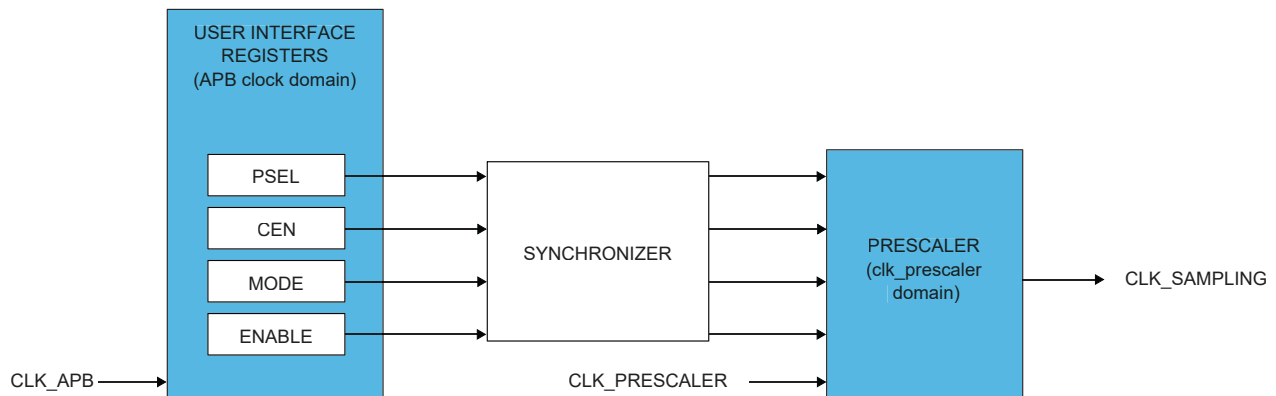 USER INTERFACE
REGISTERS
(APB clock domain)
PSEL
CEN
MODE
ENABLE
CLK_APB
SYNCHRONIZER
CLK_PRESCALER
PRESCALER
(clk_prescaler
domain)
CLK_SAMPLING